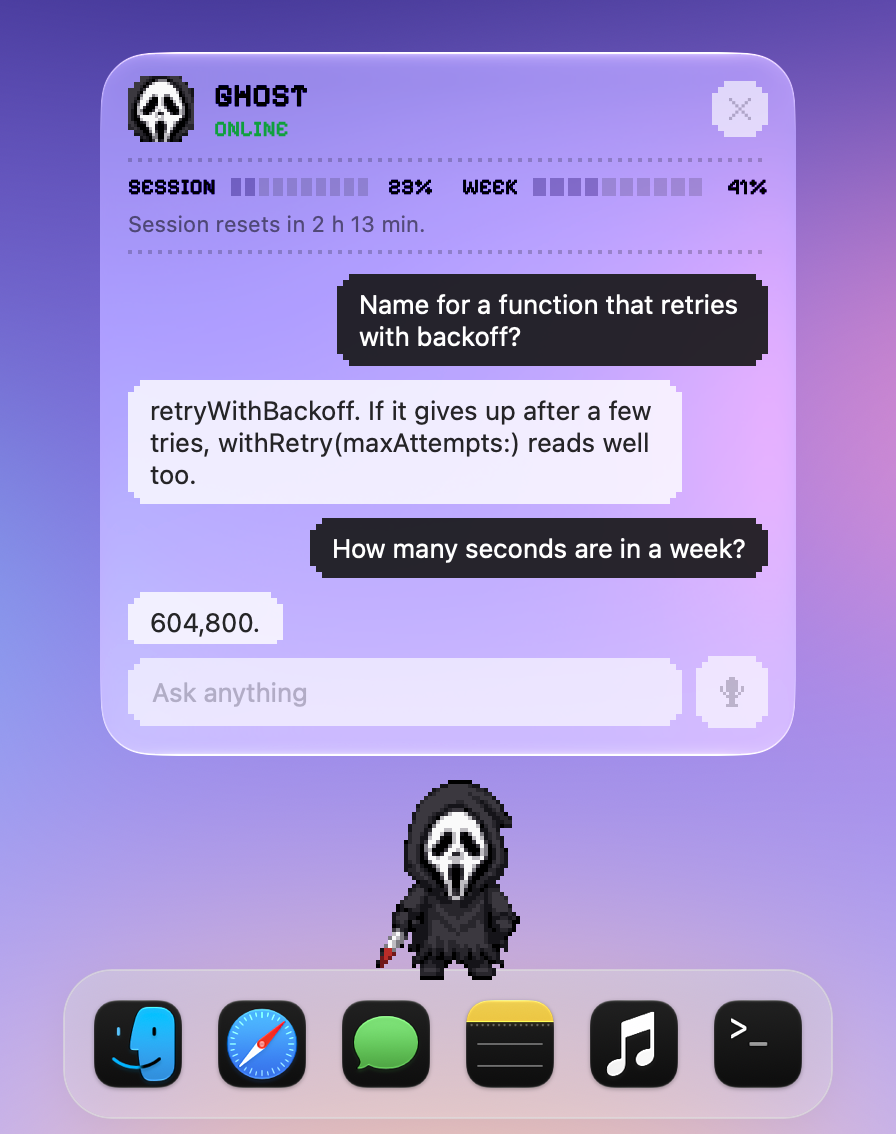 GHOST
ONLINE
SESSION 23% WEEK 41%
Session resets in 2 h 13 min.
Name for a function that retries
with backoff?
retryWithBackoff. If it gives up after a few
tries, withRetry(maxAttempts:) reads well
too.
How many seconds are in a week?
604,800.
Ask anything
>_